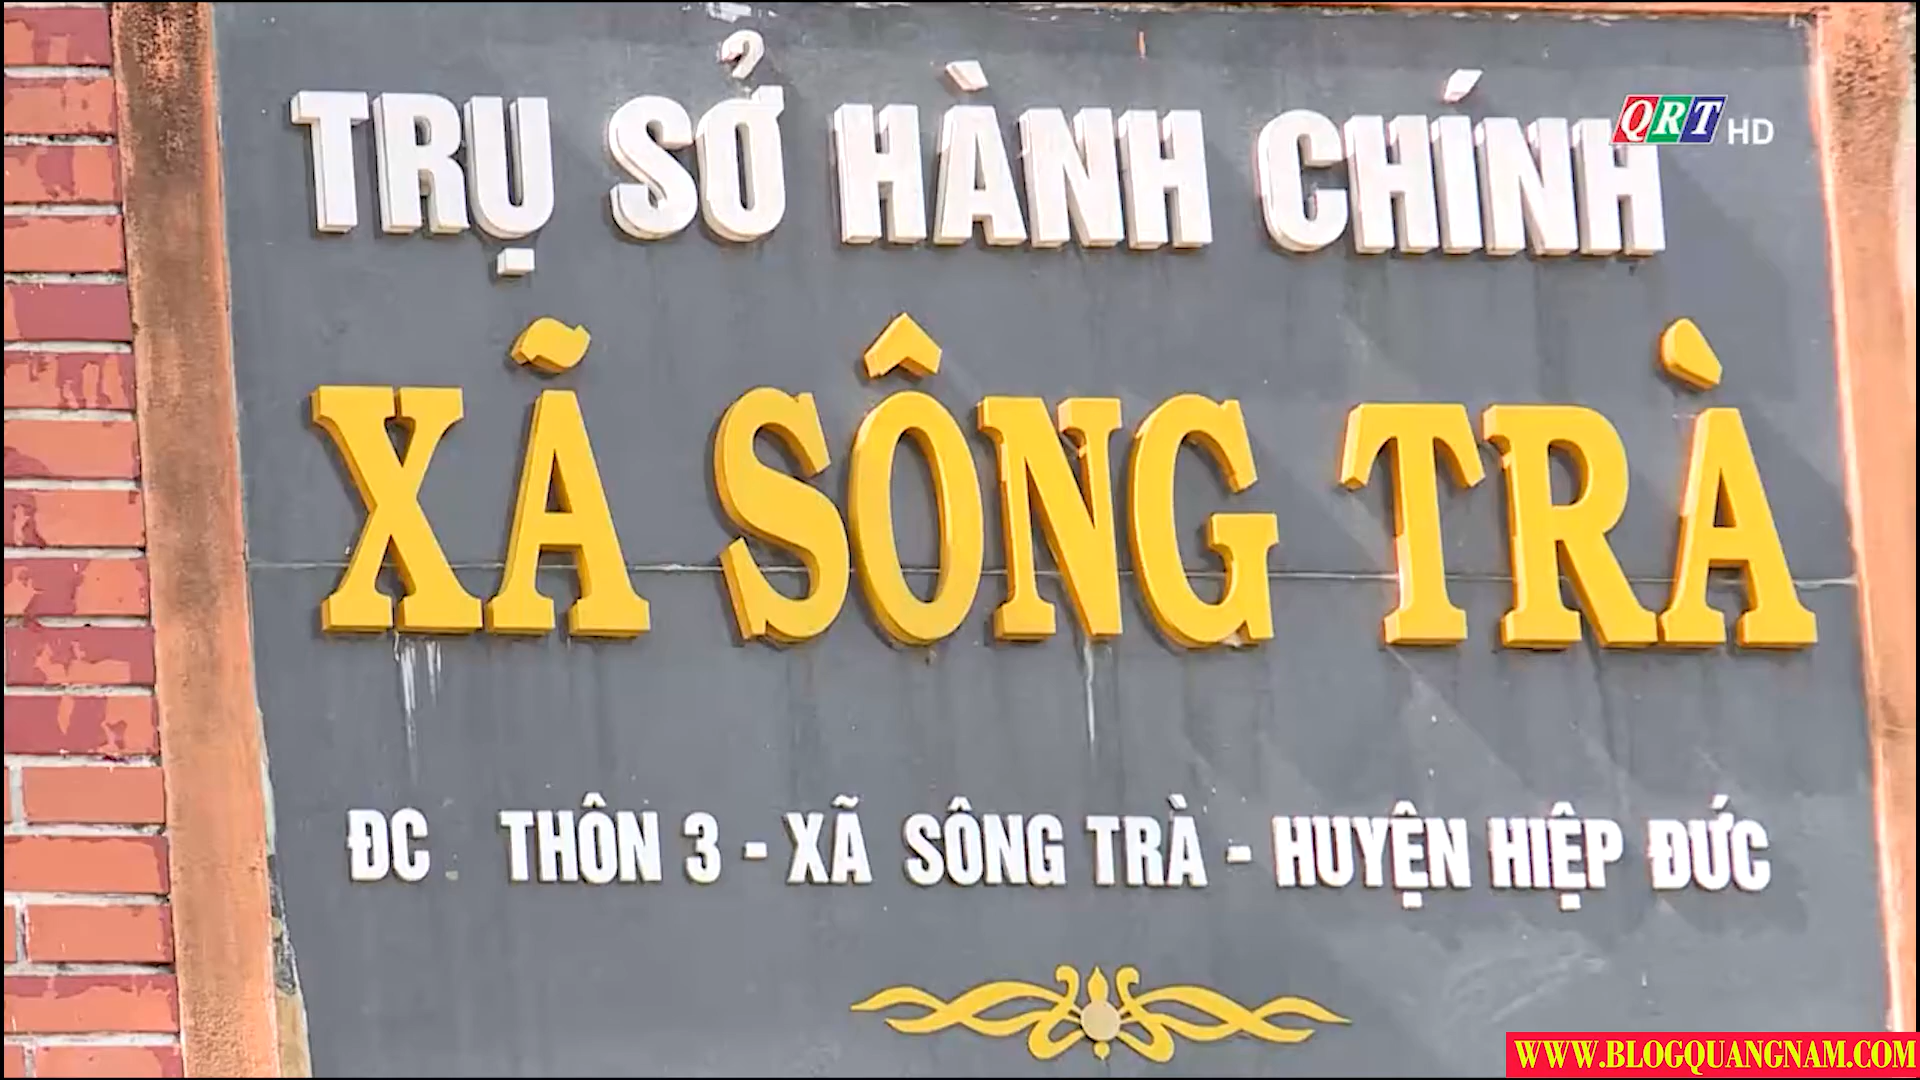 TRỤ SỞ HÀNH CHÍNH
QRT HD
XÃ SÔNG TRÀ
ĐC THÔN 3 - XÃ SÔNG TRÀ - HUYỆN HIỆP ĐỨC
WWW.BLOGQUANGNAM.COM